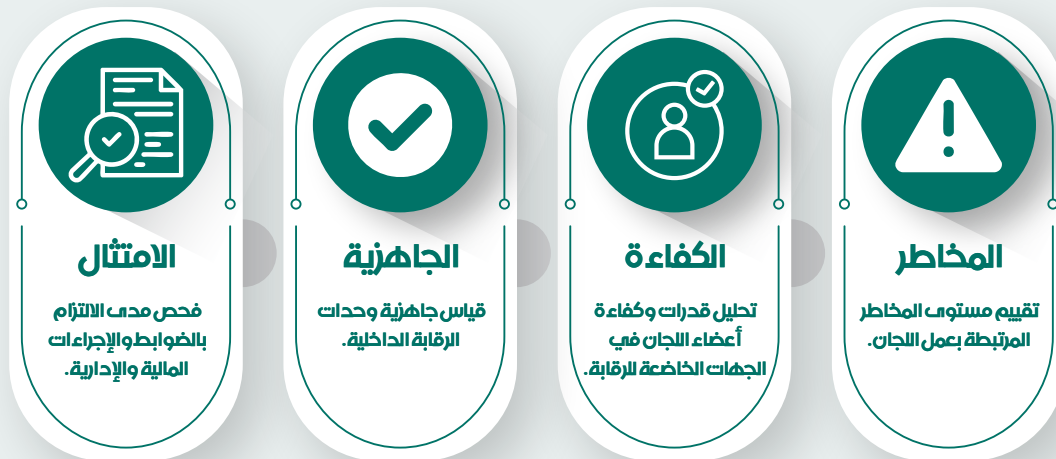 المخاطر
تقييم مستوى المخاطر
المرتبطة بعمل اللجان.
الكفاءة
تحليل قدرات وكفاءة
أعضاء اللجان في
الجهات الخاضعة للرقابة.
الجاهزية
قياس جاهزية وحدات
الرقابة الداخلية.
الامتثال
فحص مدى الالتزام
بالضوابط والإجراءات
المالية والإدارية.